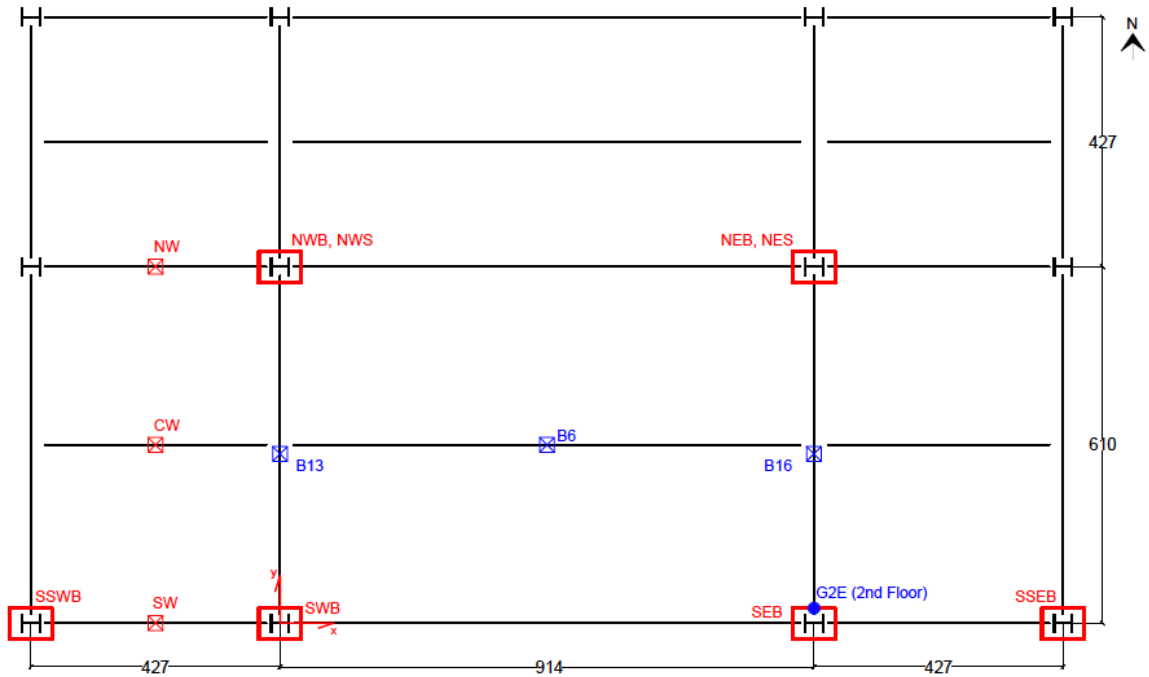 N
427
NW
NWB, NWS
NEB, NES
CW
B6
610
B13
B16
y
G2E (2nd Floor)
SSWB
SW
SWB
SEB
SSEB
x
427
914
427